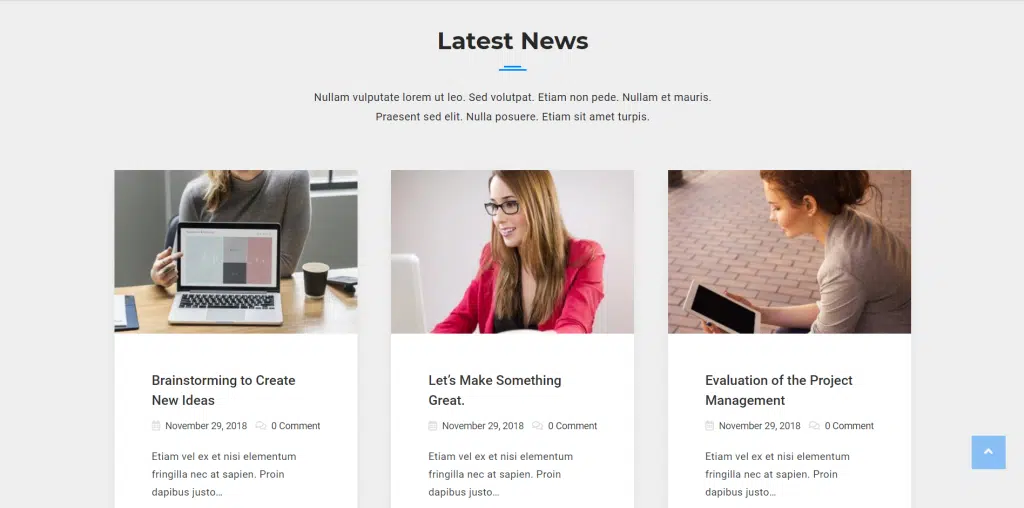 Latest News
Nullam vulputate lorem ut leo. Sed volutpat. Etiam non pede. Nullam et mauris.
Praesent sed elit. Nulla posuere. Etiam sit amet turpis.
Brainstorming to Create
New Ideas
November 29, 2018 0 Comment
Etiam vel ex et nisi elementum
fringilla nec at sapien. Proin
dapibus justo…
Let’s Make Something
Great.
November 29, 2018 0 Comment
Etiam vel ex et nisi elementum
fringilla nec at sapien. Proin
dapibus justo…
Evaluation of the Project
Management
November 29, 2018 0 Comment
Etiam vel ex et nisi elementum
fringilla nec at sapien. Proin
dapibus justo…